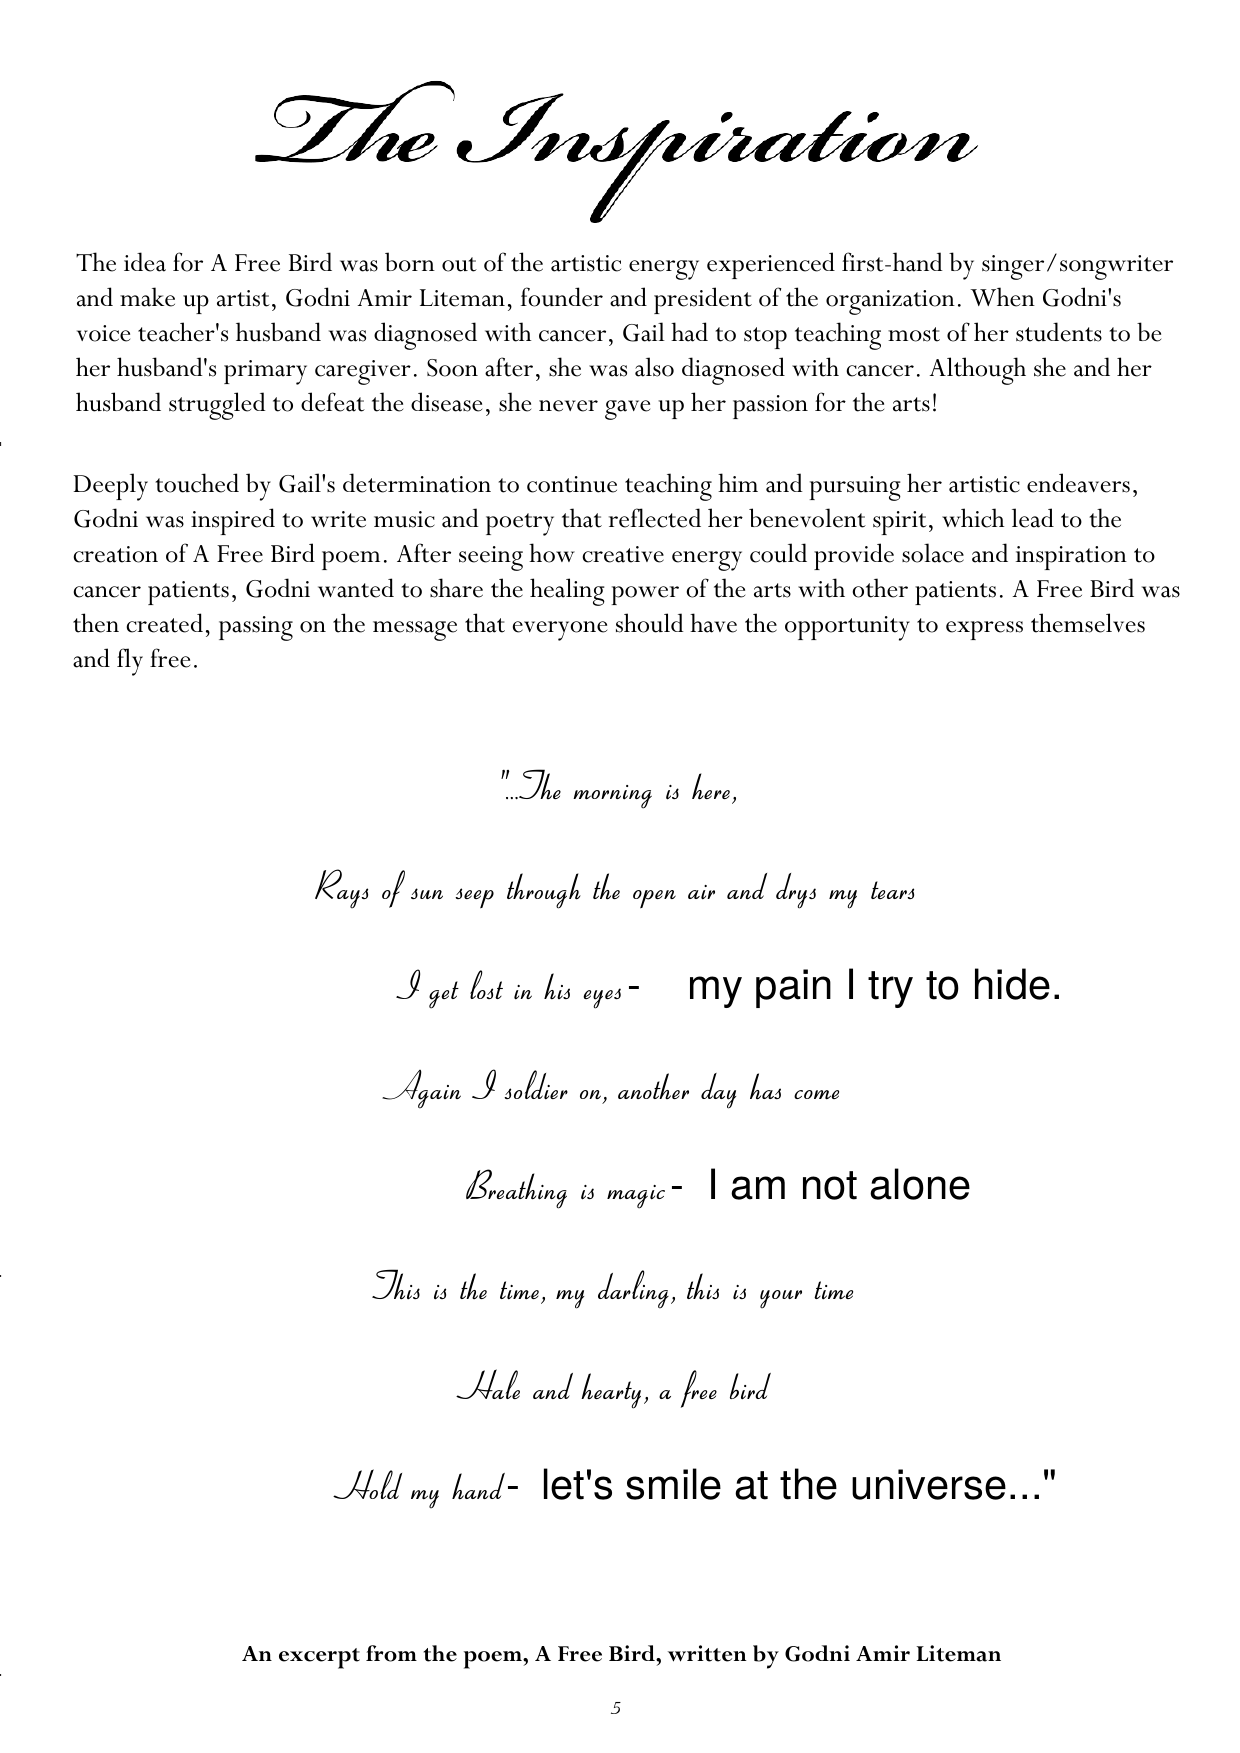 The Inspiration
The idea for A Free Bird was born out of the artistic energy experienced first-hand by singer/songwriter
and make up artist, Godni Amir Liteman, founder and president of the organization. When Godni's
voice teacher's husband was diagnosed with cancer, Gail had to stop teaching most of her students to be
her husband's primary caregiver. Soon after, she was also diagnosed with cancer. Although she and her
husband struggled to defeat the disease, she never gave up her passion for the arts!
Deeply touched by Gail's determination to continue teaching him and pursuing her artistic endeavers,
Godni was inspired to write music and poetry that reflected her benevolent spirit, which lead to the
creation of A Free Bird poem. After seeing how creative energy could provide solace and inspiration to
cancer patients, Godni wanted to share the healing power of the arts with other patients. A Free Bird was
then created, passing on the message that everyone should have the opportunity to express themselves
and fly free.
"...The morning is here,
Rays of sun seep through the open air and drys my tears
I get lost in his eyes - my pain I try to hide.
Again I soldier on, another day has come
Breathing is magic - I am not alone
This is the time, my darling, this is your time
Hale and hearty, a free bird
Hold my hand - let's smile at the universe..."
An excerpt from the poem, A Free Bird, written by Godni Amir Liteman
5